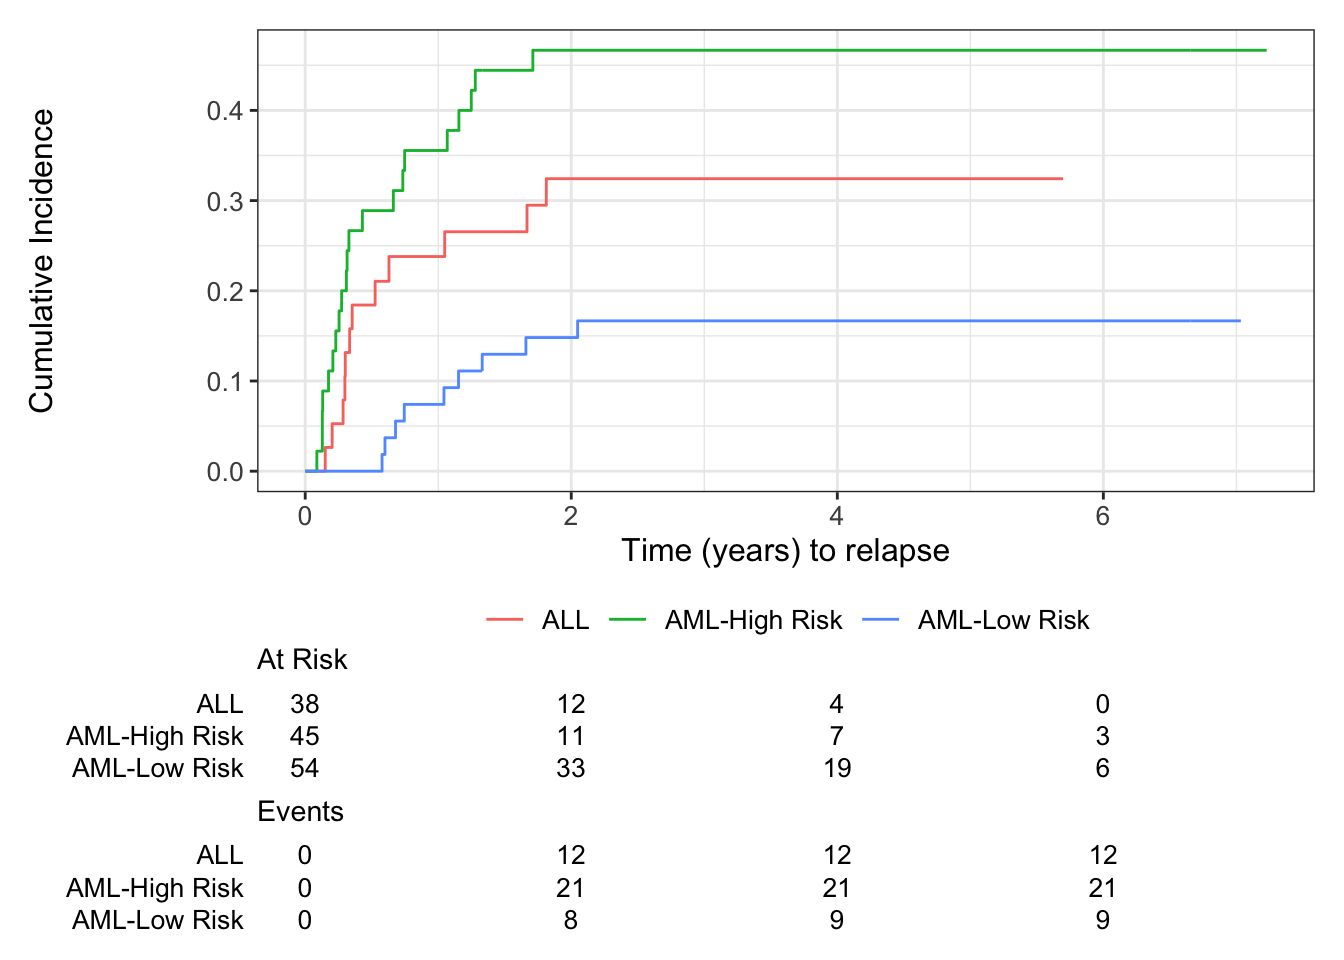 Cumulative Incidence
0.4
0.3
0.2
0.1
0.0
0 2 4 6
Time (years) to relapse
ALL AML-High Risk AML-Low Risk
At Risk
ALL 38 12 4 0
AML-High Risk 45 11 7 3
AML-Low Risk 54 33 19 6
Events
ALL 0 12 12 12
AML-High Risk 0 21 21 21
AML-Low Risk 0 8 9 9